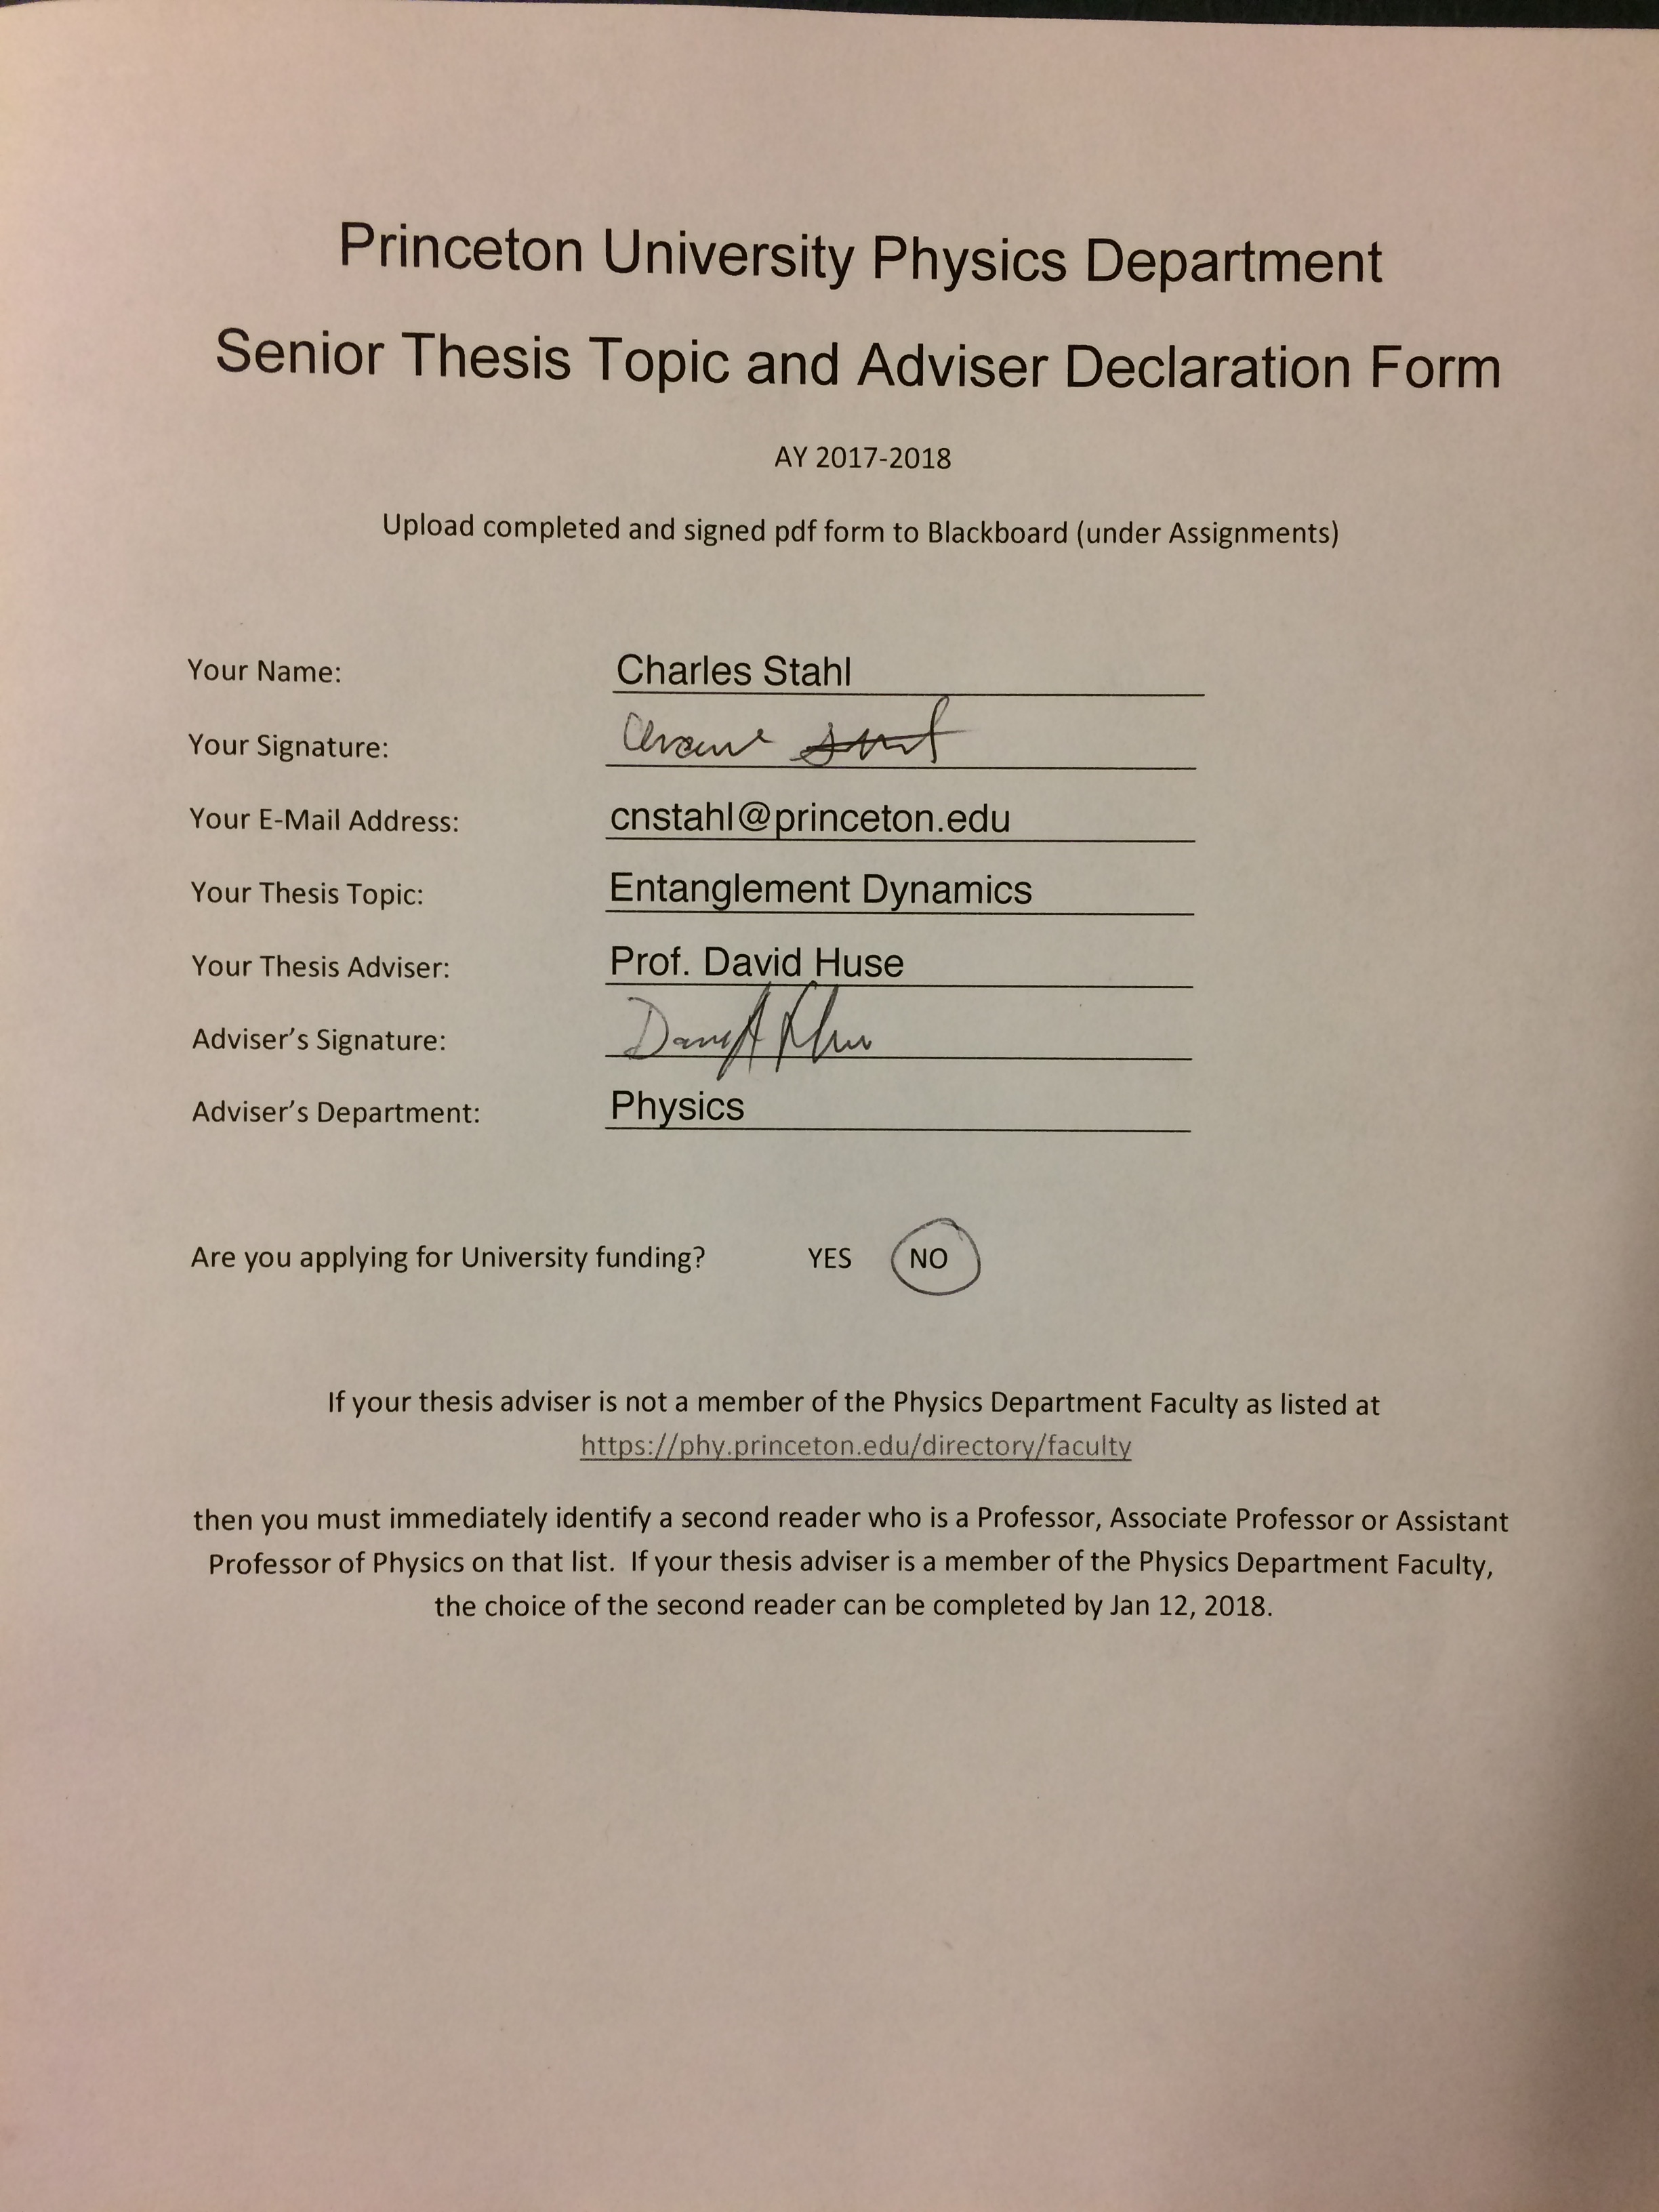 Princeton University Physics Department
Senior Thesis Topic and Adviser Declaration Form
AY 2017-2018
Upload completed and signed pdf form to Blackboard (under Assignments)
Your Name: Charles Stahl
Your Signature:
Your E-Mail Address: cnstahl@princeton.edu
Your Thesis Topic: Entanglement Dynamics
Your Thesis Adviser: Prof. David Huse
Adviser's Signature:
Adviser's Department: Physics
Are you applying for University funding? YES NO
If your thesis adviser is not a member of the Physics Department Faculty as listed at
https://phy.princeton.edu/directory/faculty
then you must immediately identify a second reader who is a Professor, Associate Professor or Assistant
Professor of Physics on that list. If your thesis adviser is a member of the Physics Department Faculty,
the choice of the second reader can be completed by Jan 12, 2018.